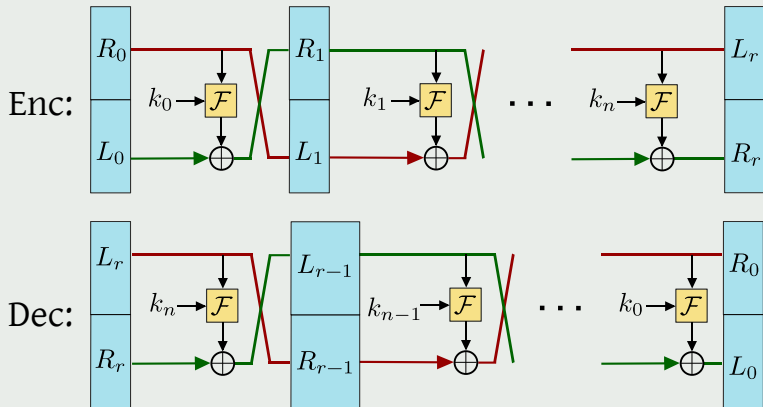 R_0 R_1 L_r
Enc: k_0 F k_1 F ... k_n F
L_0 L_1 R_r
L_r L_{r−1} R_0
Dec: k_n F k_{n−1} F ... k_0 F
R_r R_{r−1} L_0